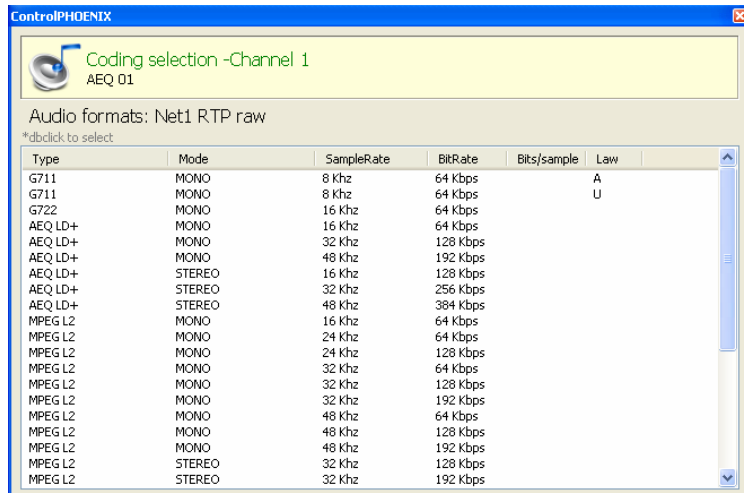 ControlPHOENIX
Coding selection -Channel 1
AEQ 01
Audio formats: Net1 RTP raw
*dbclick to select
Type Mode SampleRate BitRate Bits/sample Law
G711 MONO 8 Khz 64 Kbps A
G711 MONO 8 Khz 64 Kbps U
G722 MONO 16 Khz 64 Kbps
AEQ LD+ MONO 16 Khz 64 Kbps
AEQ LD+ MONO 32 Khz 128 Kbps
AEQ LD+ MONO 48 Khz 192 Kbps
AEQ LD+ STEREO 16 Khz 128 Kbps
AEQ LD+ STEREO 32 Khz 256 Kbps
AEQ LD+ STEREO 48 Khz 384 Kbps
MPEG L2 MONO 16 Khz 64 Kbps
MPEG L2 MONO 24 Khz 64 Kbps
MPEG L2 MONO 24 Khz 128 Kbps
MPEG L2 MONO 32 Khz 64 Kbps
MPEG L2 MONO 32 Khz 128 Kbps
MPEG L2 MONO 32 Khz 192 Kbps
MPEG L2 MONO 48 Khz 64 Kbps
MPEG L2 MONO 48 Khz 128 Kbps
MPEG L2 MONO 48 Khz 192 Kbps
MPEG L2 STEREO 32 Khz 128 Kbps
MPEG L2 STEREO 32 Khz 192 Kbps